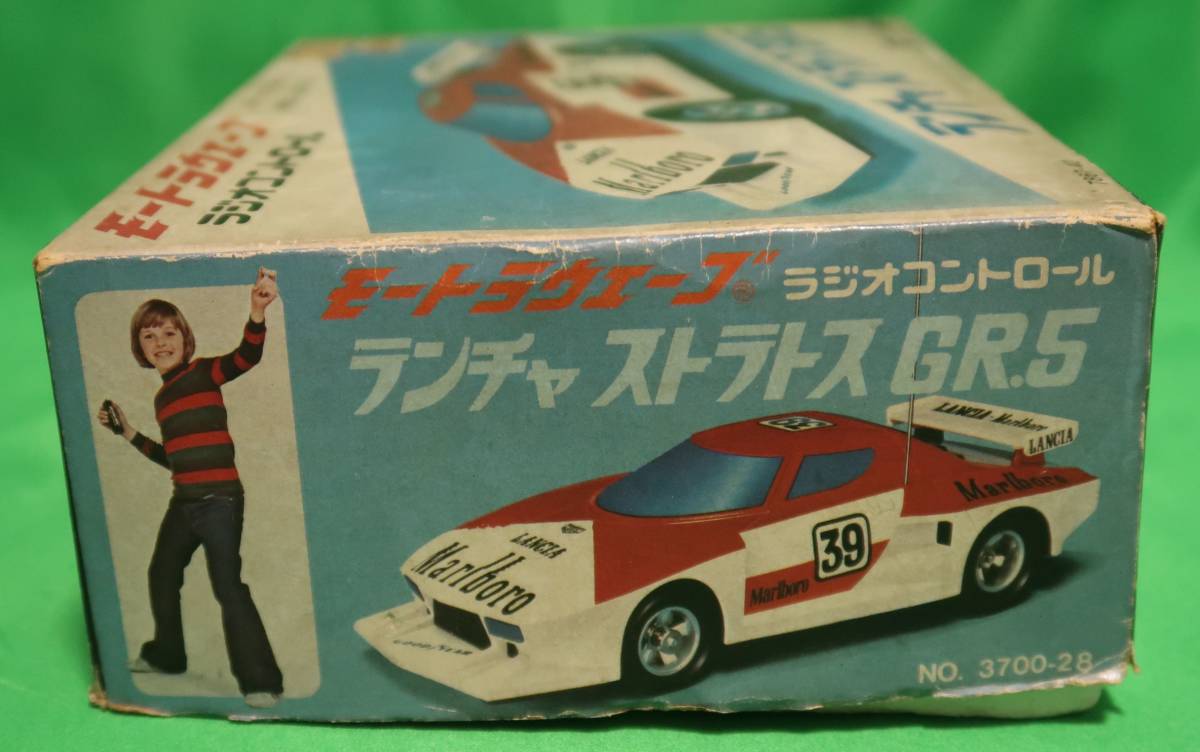 モートラウェーブ
ラジオコントロール
LANCIA
Marlboro
モートラウェーブ ラジオコントロール
ランチャ ストラトス GR.5
LANCIA Marlboro
LANCIA
39
Marlboro
LANCIA
Marlboro
39
Marlboro
GOODYEAR
NO. 3700-28